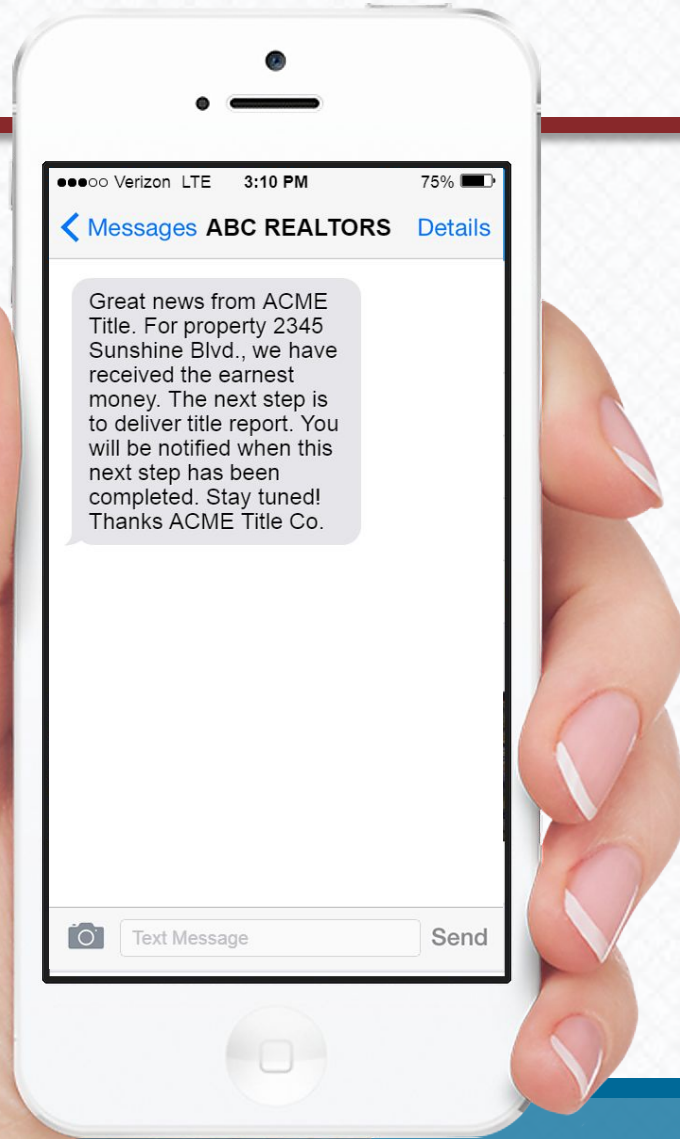 ●●●○○ Verizon LTE 3:10 PM 75%
Messages ABC REALTORS Details
Great news from ACME
Title. For property 2345
Sunshine Blvd., we have
received the earnest
money. The next step is
to deliver title report. You
will be notified when this
next step has been
completed. Stay tuned!
Thanks ACME Title Co.
Text Message Send